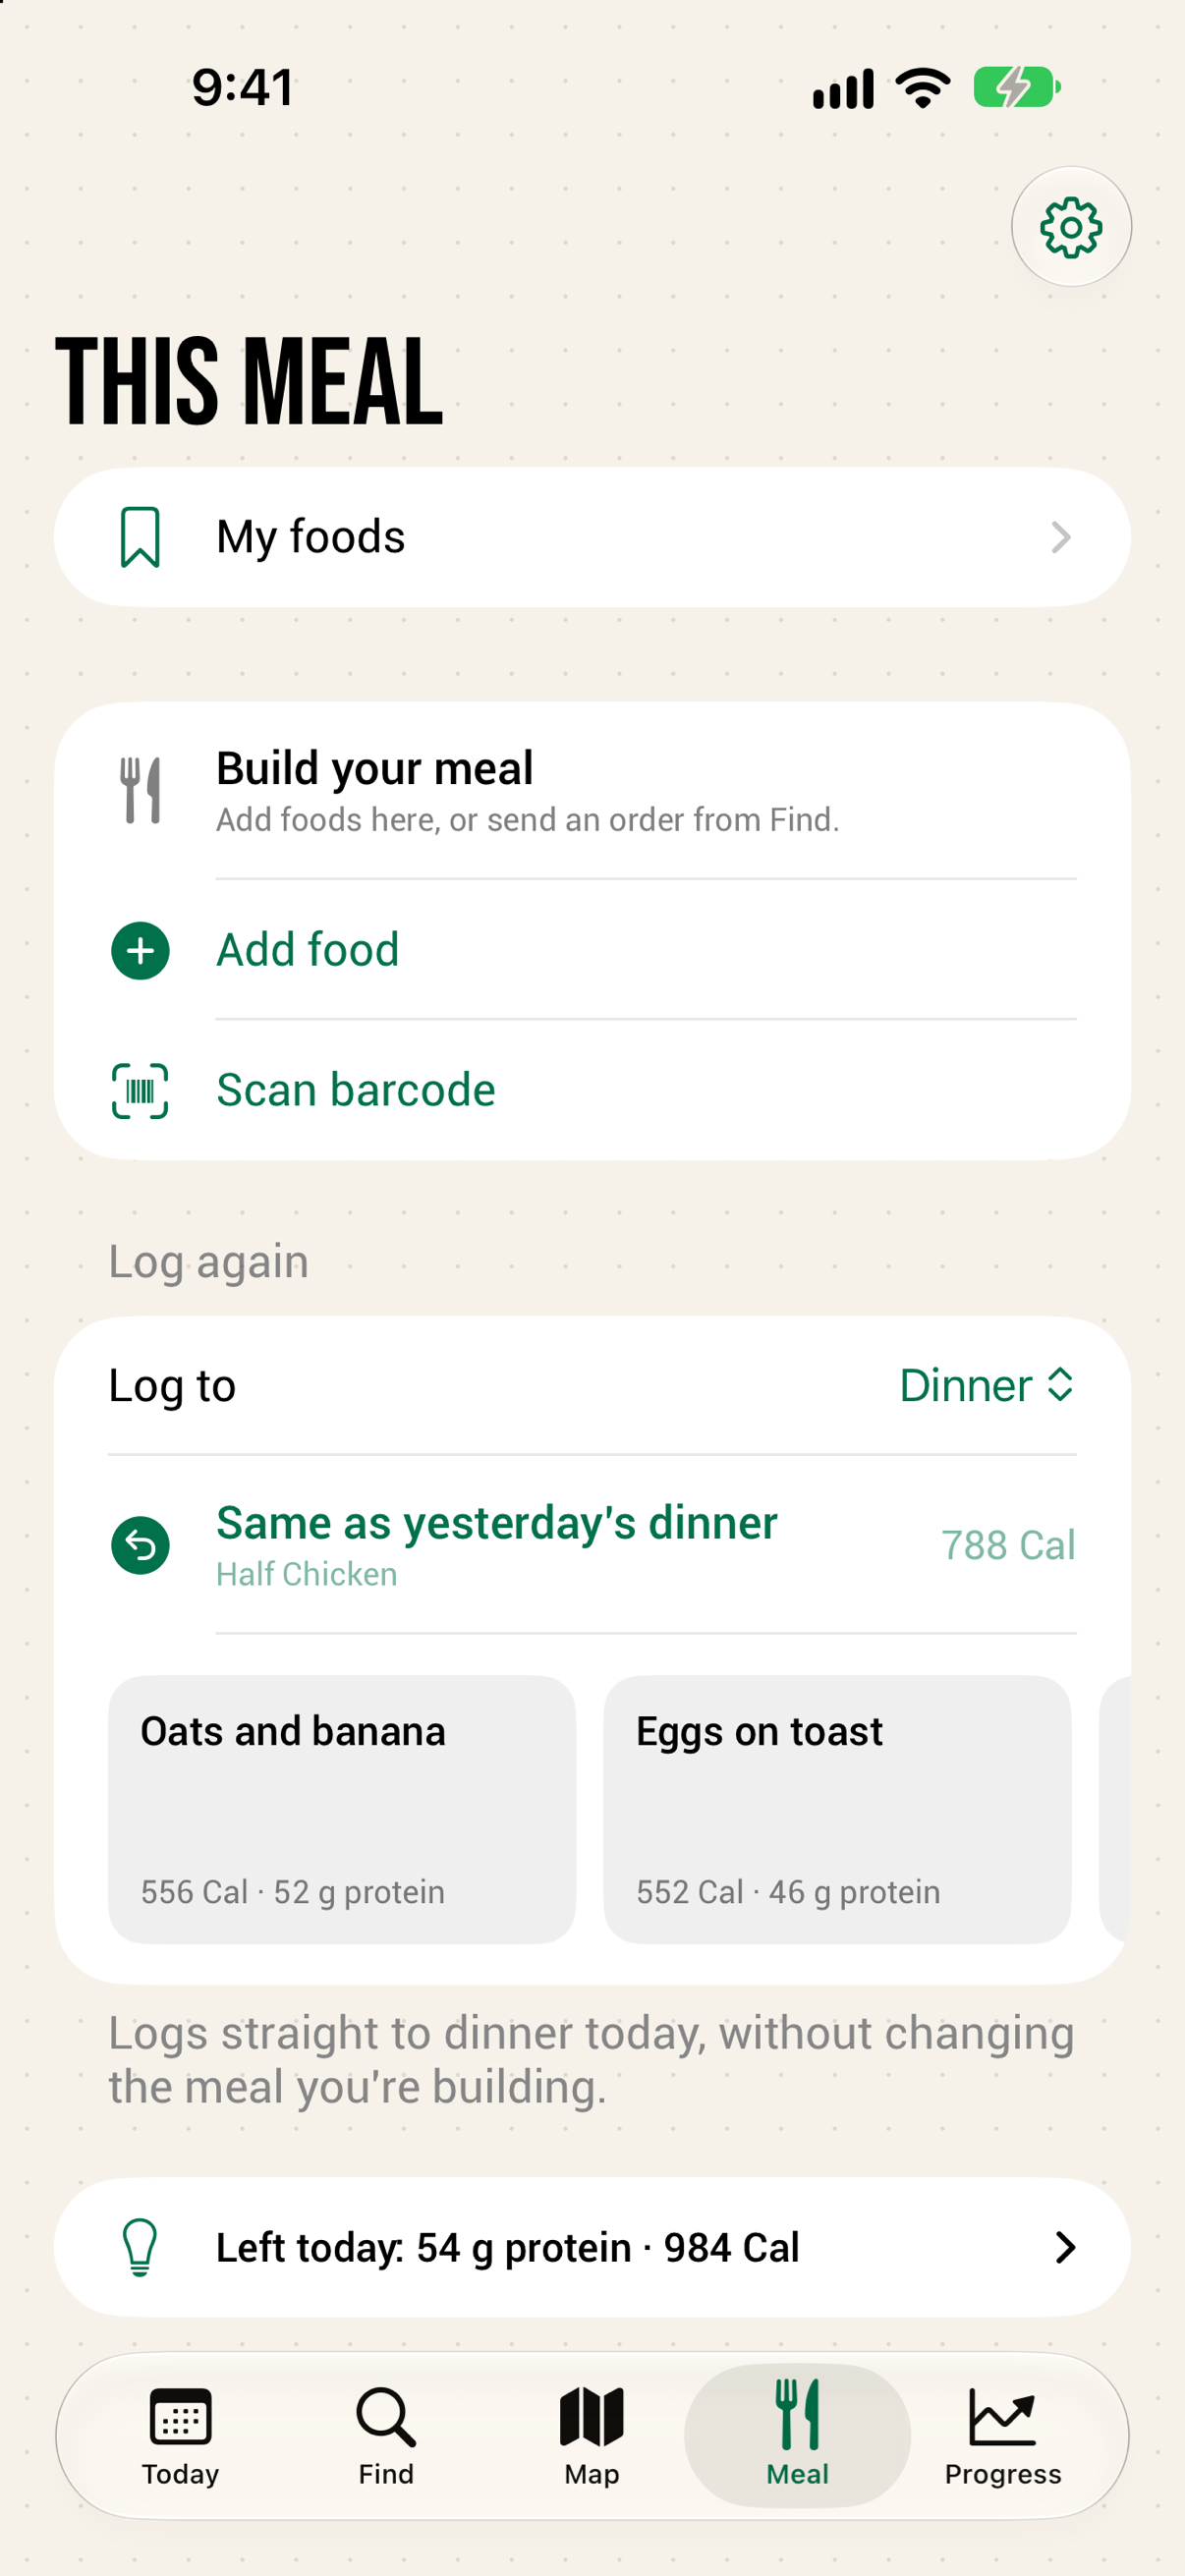 9:41
THIS MEAL
My foods
Build your meal
Add foods here, or send an order from Find.
Add food
Scan barcode
Log again
Log to
Dinner
Same as yesterday's dinner
Half Chicken
788 Cal
Oats and banana
556 Cal · 52 g protein
Eggs on toast
552 Cal · 46 g protein
Logs straight to dinner today, without changing
the meal you're building.
Left today: 54 g protein · 984 Cal
Today
Find
Map
Meal
Progress